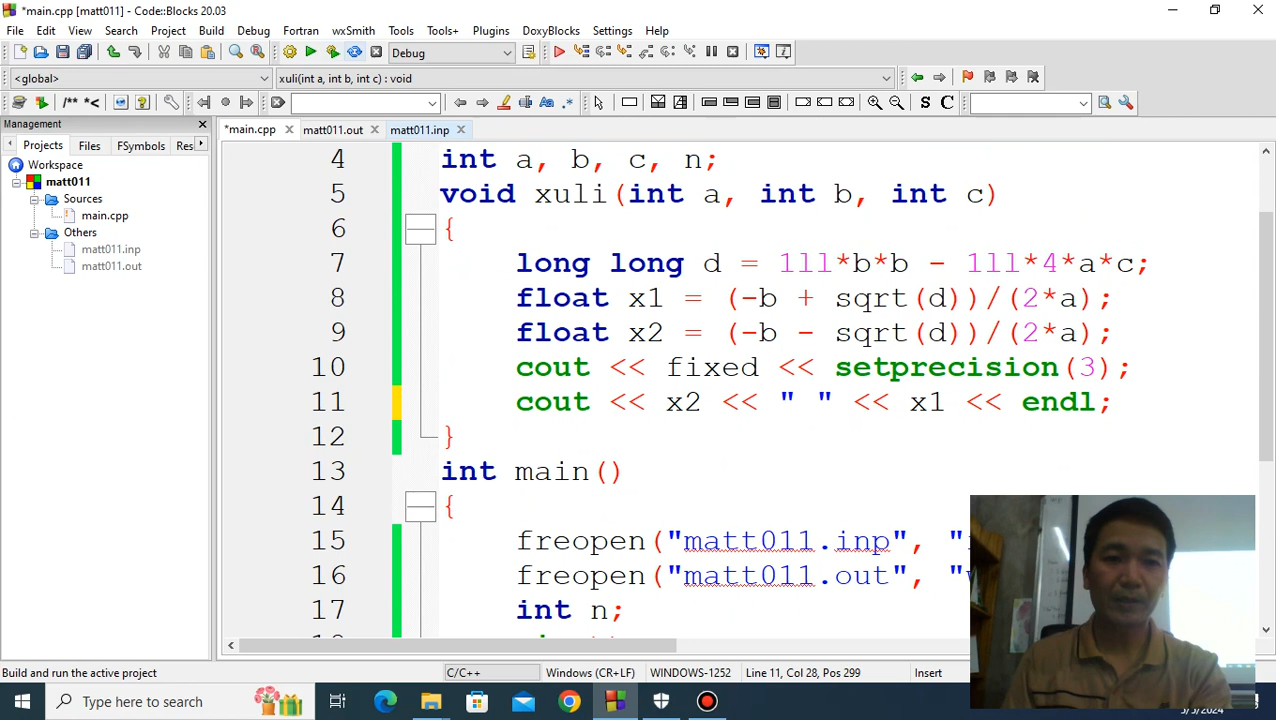 *main.cpp [matt011] - Code::Blocks 20.03
File Edit View Search Project Build Debug Fortran wxSmith Tools Tools+ Plugins DoxyBlocks Settings Help
Debug
<global> xuli(int a, int b, int c) : void
/** *<
S C
Management
Projects Files FSymbols Res
Workspace
matt011
Sources
main.cpp
Others
matt011.inp
matt011.out
*main.cpp matt011.out matt011.inp
4 int a, b, c, n;
5 void xuli(int a, int b, int c)
6 {
7 long long d = 1ll*b*b - 1ll*4*a*c;
8 float x1 = (-b + sqrt(d))/(2*a);
9 float x2 = (-b - sqrt(d))/(2*a);
10 cout << fixed << setprecision(3);
11 cout << x2 << " " << x1 << endl;
12 }
13 int main()
14 {
15 freopen("matt011.inp", "
16 freopen("matt011.out", "
17 int n;
Build and run the active project C/C++ Windows (CR+LF) WINDOWS-1252 Line 11, Col 28, Pos 299 Insert
Type here to search